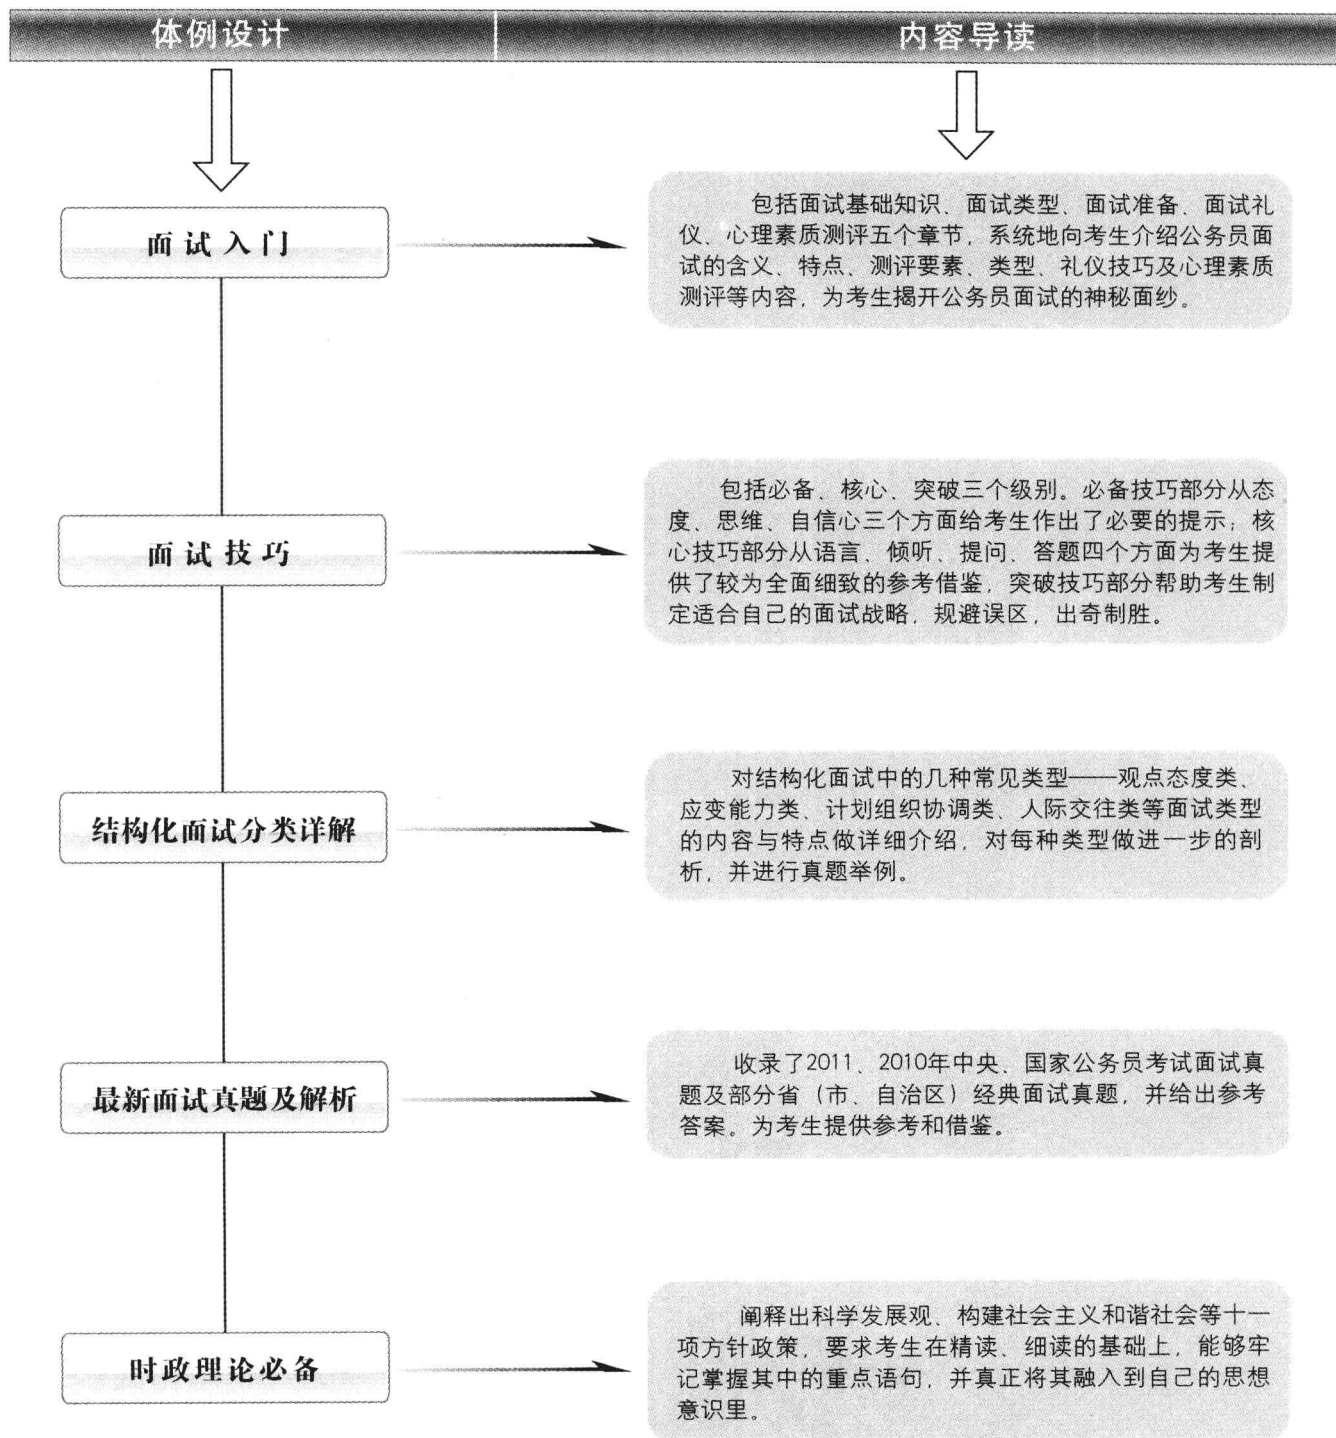 体例设计
内容导读
面试入门
包括面试基础知识、面试类型、面试准备、面试礼
仪、心理素质测评五个章节，系统地向考生介绍公务员面
试的含义、特点、测评要素、类型、礼仪技巧及心理素质
测评等内容，为考生揭开公务员面试的神秘面纱。
面试技巧
包括必备、核心、突破三个级别。必备技巧部分从态
度、思维、自信心三个方面给考生作出了必要的提示；核
心技巧部分从语言、倾听、提问、答题四个方面为考生提
供了较为全面细致的参考借鉴，突破技巧部分帮助考生制
定适合自己的面试战略，规避误区，出奇制胜。
结构化面试分类详解
对结构化面试中的几种常见类型——观点态度类、
应变能力类、计划组织协调类、人际交往类等面试类型
的内容与特点做详细介绍，对每种类型做进一步的剖
析，并进行真题举例。
最新面试真题及解析
收录了2011、2010年中央、国家公务员考试面试真
题及部分省（市、自治区）经典面试真题，并给出参考
答案。为考生提供参考和借鉴。
时政理论必备
阐释出科学发展观、构建社会主义和谐社会等十一
项方针政策，要求考生在精读、细读的基础上，能够牢
记掌握其中的重点语句，并真正将其融入到自己的思想
意识里。